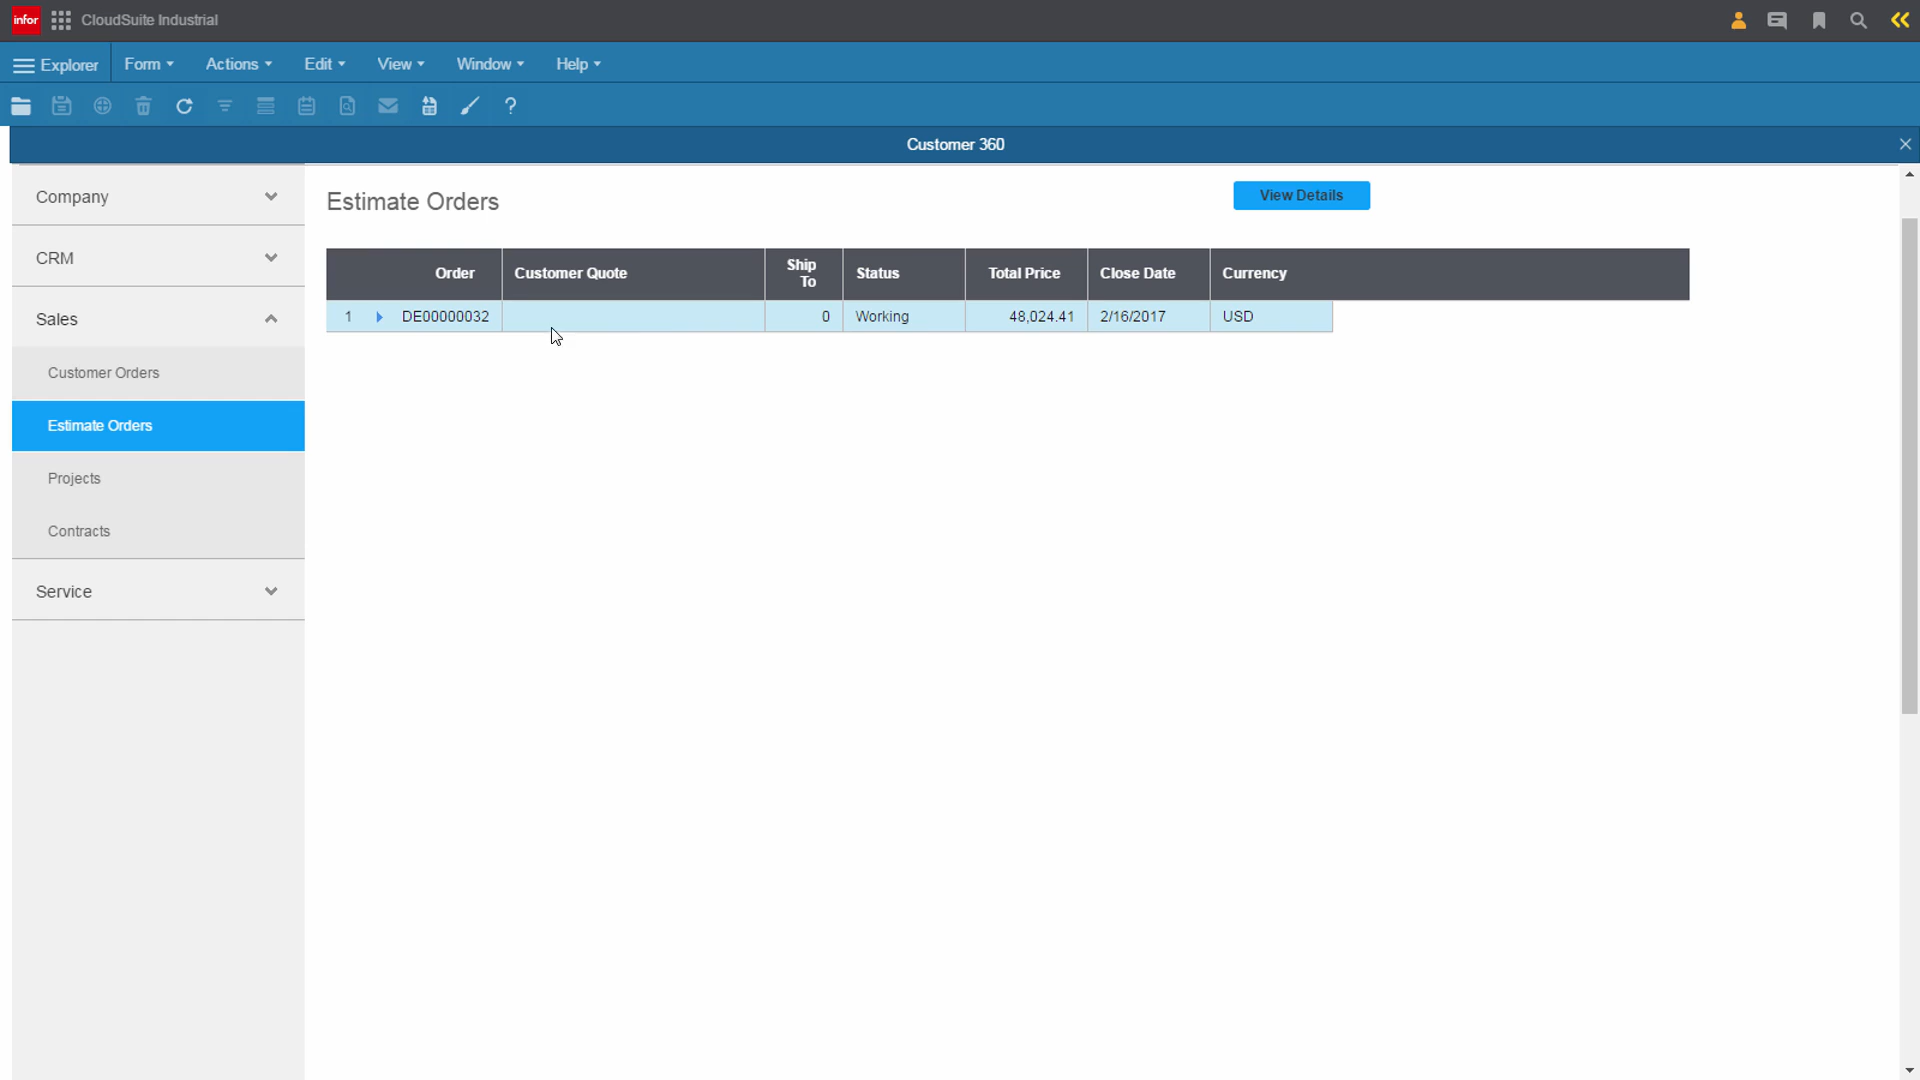 infor CloudSuite Industrial
Explorer Form Actions Edit View Window Help
?
Customer 360
Company
CRM
Sales
Customer Orders
Estimate Orders
Projects
Contracts
Service
Estimate Orders View Details
Order Customer Quote Ship To Status Total Price Close Date Currency
1 DE00000032 0 Working 48,024.41 2/16/2017 USD